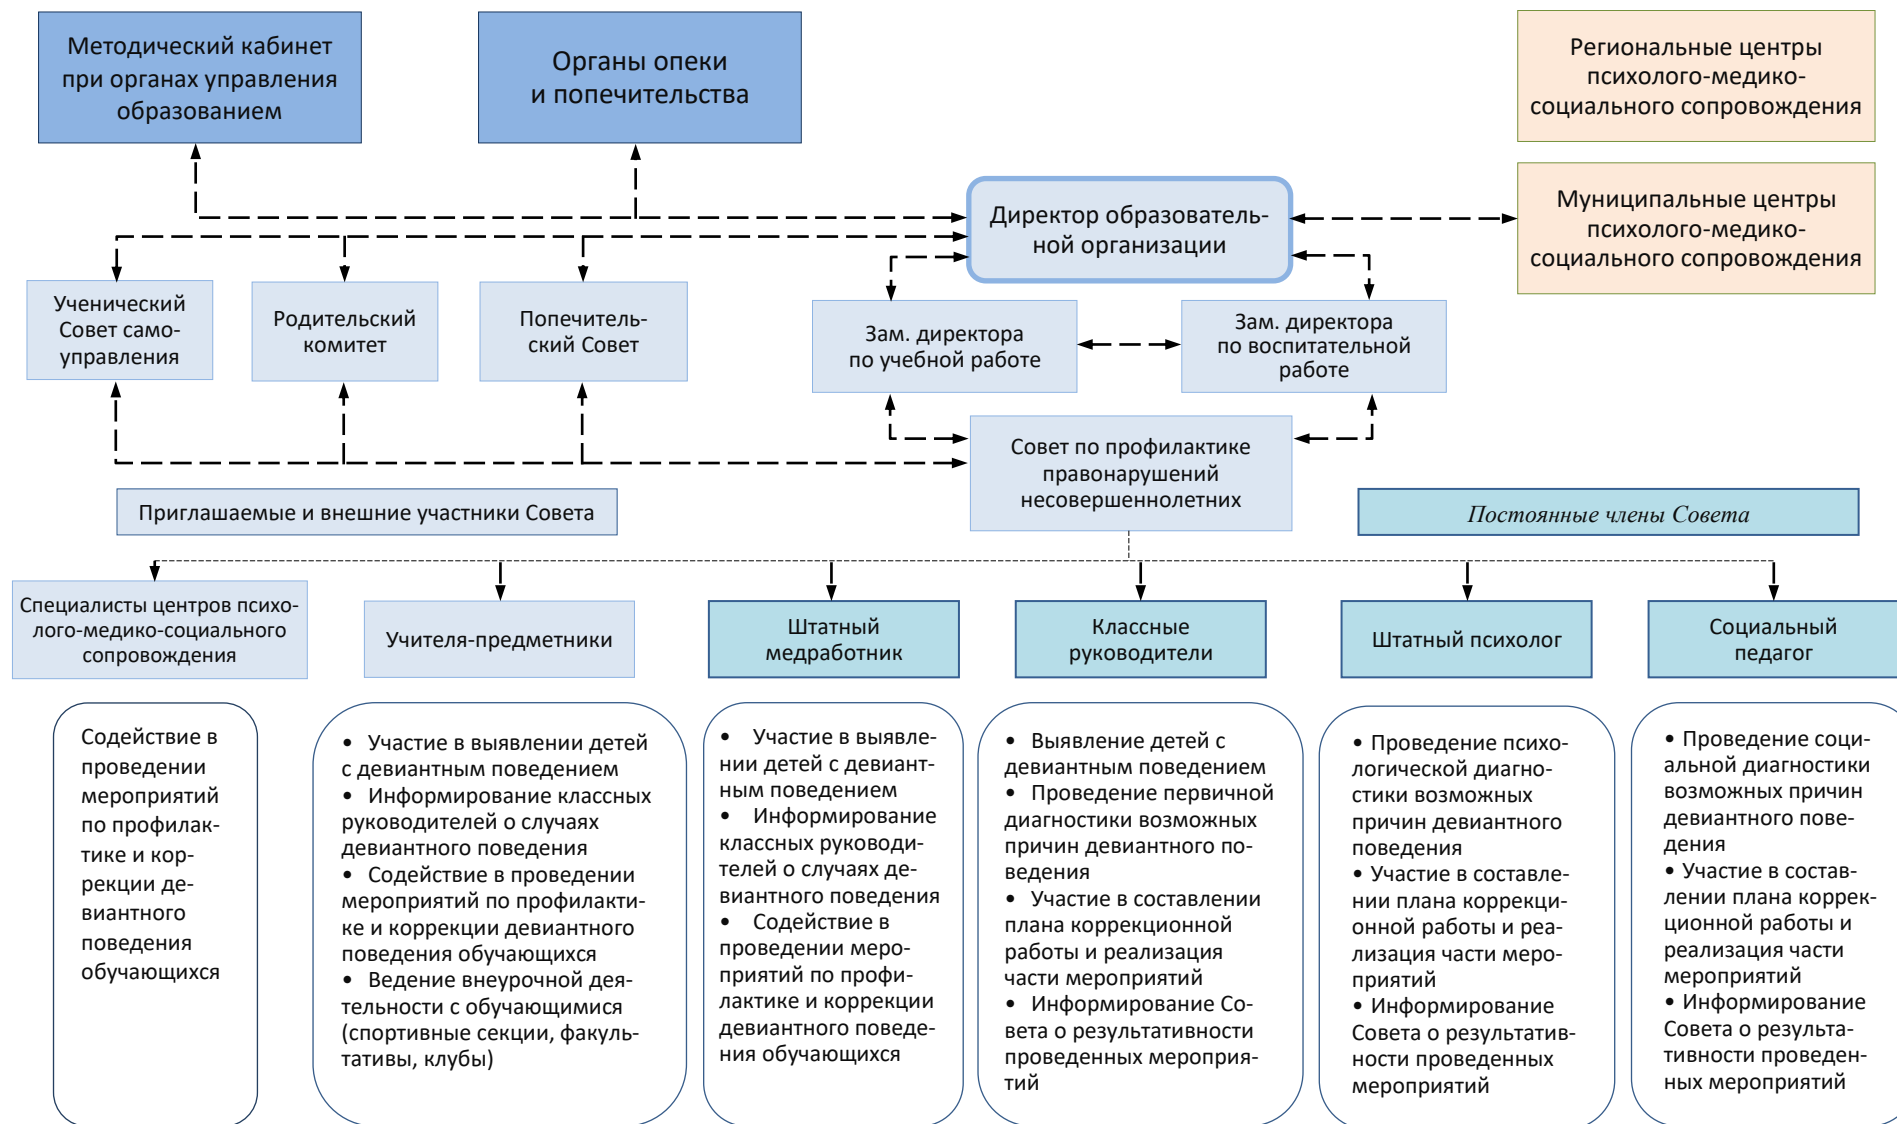 Методический кабинет
при органах управления
образованием
Органы опеки
и попечительства
Региональные центры
психолого-медико-
социального сопровождения
Муниципальные центры
психолого-медико-
социального сопровождения
Директор образователь-
ной организации
Ученический
Совет само-
управления
Родительский
комитет
Попечитель-
ский Совет
Зам. директора
по учебной работе
Зам. директора
по воспитательной
работе
Совет по профилактике
правонарушений
несовершеннолетних
Приглашаемые и внешние участники Совета
Постоянные члены Совета
Специалисты центров психо-
лого-медико-социального
сопровождения
Учителя-предметники
Штатный
медработник
Классные
руководители
Штатный психолог
Социальный
педагог
Содействие в
проведении
мероприятий
по профилак-
тике и кор-
рекции де-
виантного
поведения
обучающихся
• Участие в выявлении детей
с девиантным поведением
• Информирование классных
руководителей о случаях
девиантного поведения
• Содействие в проведении
мероприятий по профилакти-
ке и коррекции девиантного
поведения обучающихся
• Ведение внеурочной дея-
тельности с обучающимися
(спортивные секции, факуль-
тативы, клубы)
• Участие в выявле-
нии детей с девиант-
ным поведением
• Информирование
классных руководи-
телей о случаях де-
виантного поведения
• Содействие в
проведении меро-
приятий по профи-
лактике и коррекции
девиантного поведе-
ния обучающихся
• Выявление детей с
девиантным поведением
• Проведение первичной
диагностики возможных
причин девиантного по-
ведения
• Участие в составлении
плана коррекционной
работы и реализация
части мероприятий
• Информирование Со-
вета о результативности
проведенных мероприя-
тий
• Проведение психо-
логической диагно-
стики возможных
причин девиантного
поведения
• Участие в составле-
нии плана коррекци-
онной работы и реа-
лизация части меро-
приятий
• Информирование
Совета о результатив-
ности проведенных
мероприятий
• Проведение соци-
альной диагностики
возможных причин
девиантного пове-
дения
• Участие в состав-
лении плана коррек-
ционной работы и
реализация части
мероприятий
• Информирование
Совета о результа-
тивности проведен-
ных мероприятий